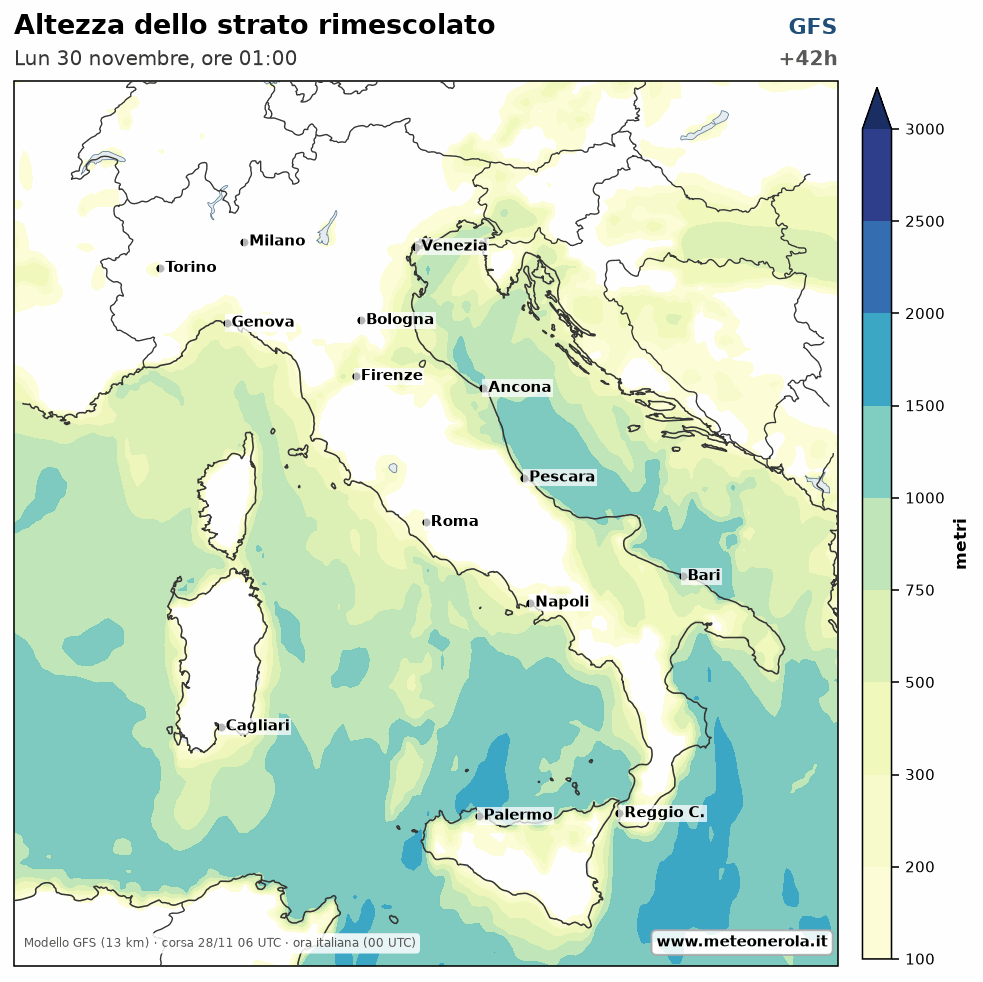 Altezza dello strato rimescolato
GFS
Lun 30 novembre, ore 01:00
+42h
3000
2500
2000
1500
1000
750
500
300
200
100
metri
Milano
Venezia
Torino
Genova
Bologna
Firenze
Ancona
Pescara
Roma
Bari
Napoli
Cagliari
Palermo
Reggio C.
Modello GFS (13 km) · corsa 28/11 06 UTC · ora italiana (00 UTC)
www.meteonerola.it